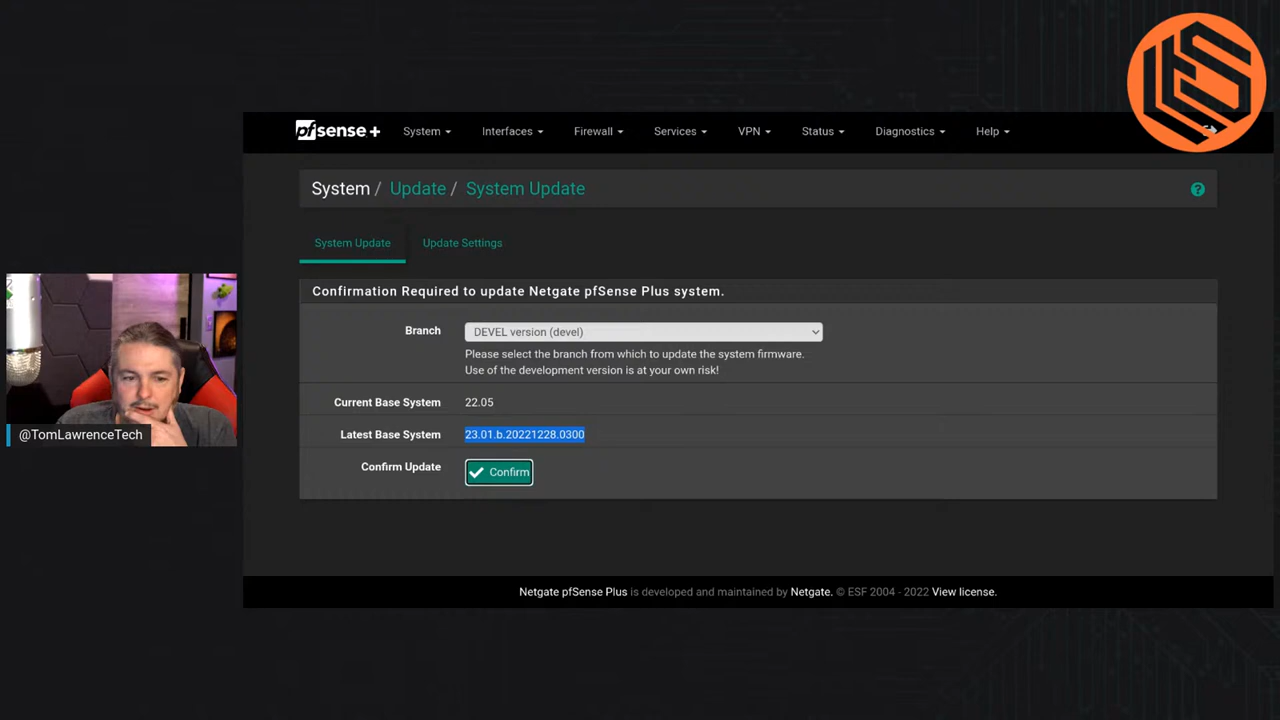 pfsense +
System
Interfaces
Firewall
Services
VPN
Status
Diagnostics
Help
System / Update / System Update
System Update
Update Settings
Confirmation Required to update Netgate pfSense Plus system.
Branch
DEVEL version (devel)
Please select the branch from which to update the system firmware.
Use of the development version is at your own risk!
Current Base System
22.05
Latest Base System
23.01.b.20221228.0300
Confirm Update
Confirm
@TomLawrenceTech
Netgate pfSense Plus is developed and maintained by Netgate. © ESF 2004 - 2022 View license.